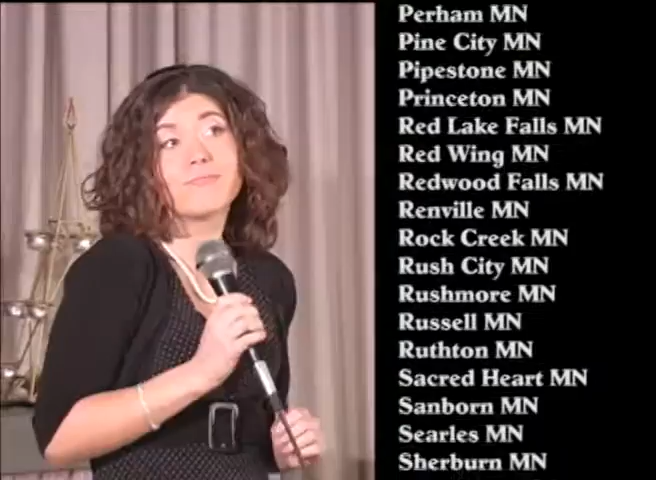 Perham MN
Pine City MN
Pipestone MN
Princeton MN
Red Lake Falls MN
Red Wing MN
Redwood Falls MN
Renville MN
Rock Creek MN
Rush City MN
Rushmore MN
Russell MN
Ruthton MN
Sacred Heart MN
Sanborn MN
Searles MN
Sherburn MN